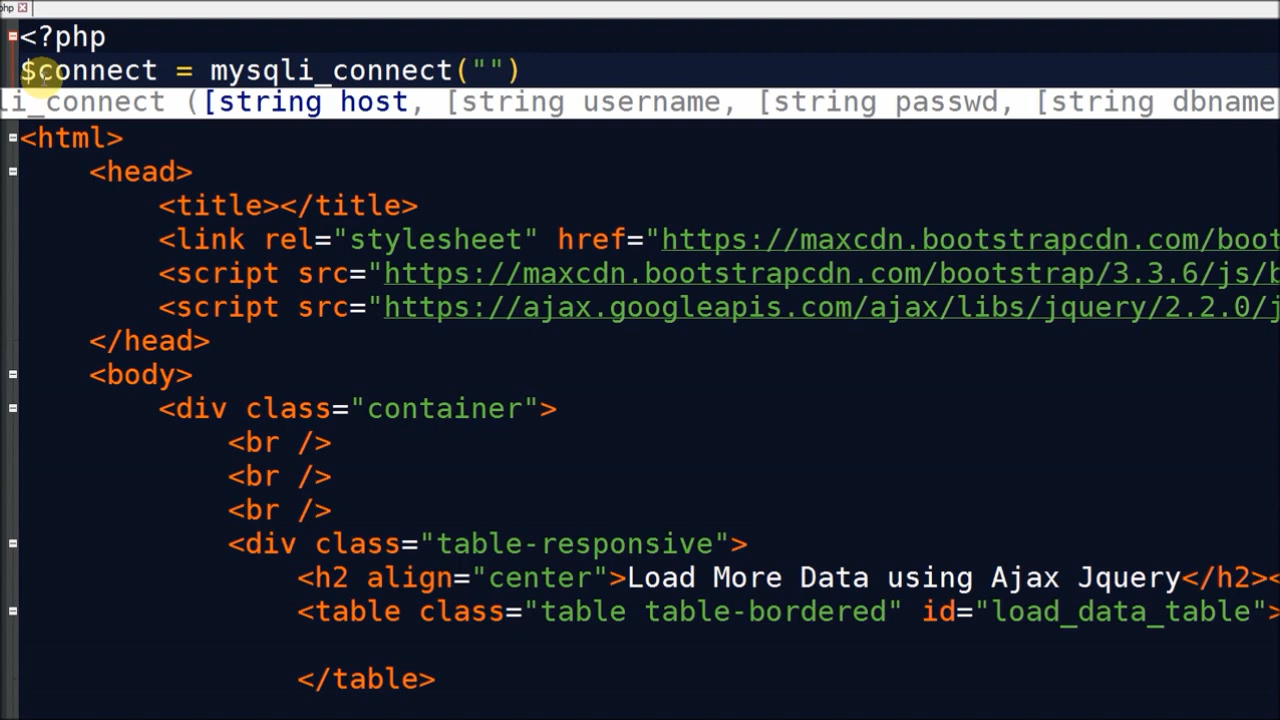 php
<?php
$connect = mysqli_connect("")
li_connect ([string host, [string username, [string passwd, [string dbname
<html>
<head>
<title></title>
<link rel="stylesheet" href="https://maxcdn.bootstrapcdn.com/boot
<script src="https://maxcdn.bootstrapcdn.com/bootstrap/3.3.6/js/b
<script src="https://ajax.googleapis.com/ajax/libs/jquery/2.2.0/j
</head>
<body>
<div class="container">
<br />
<br />
<br />
<div class="table-responsive">
<h2 align="center">Load More Data using Ajax Jquery</h2><
<table class="table table-bordered" id="load_data_table">
</table>